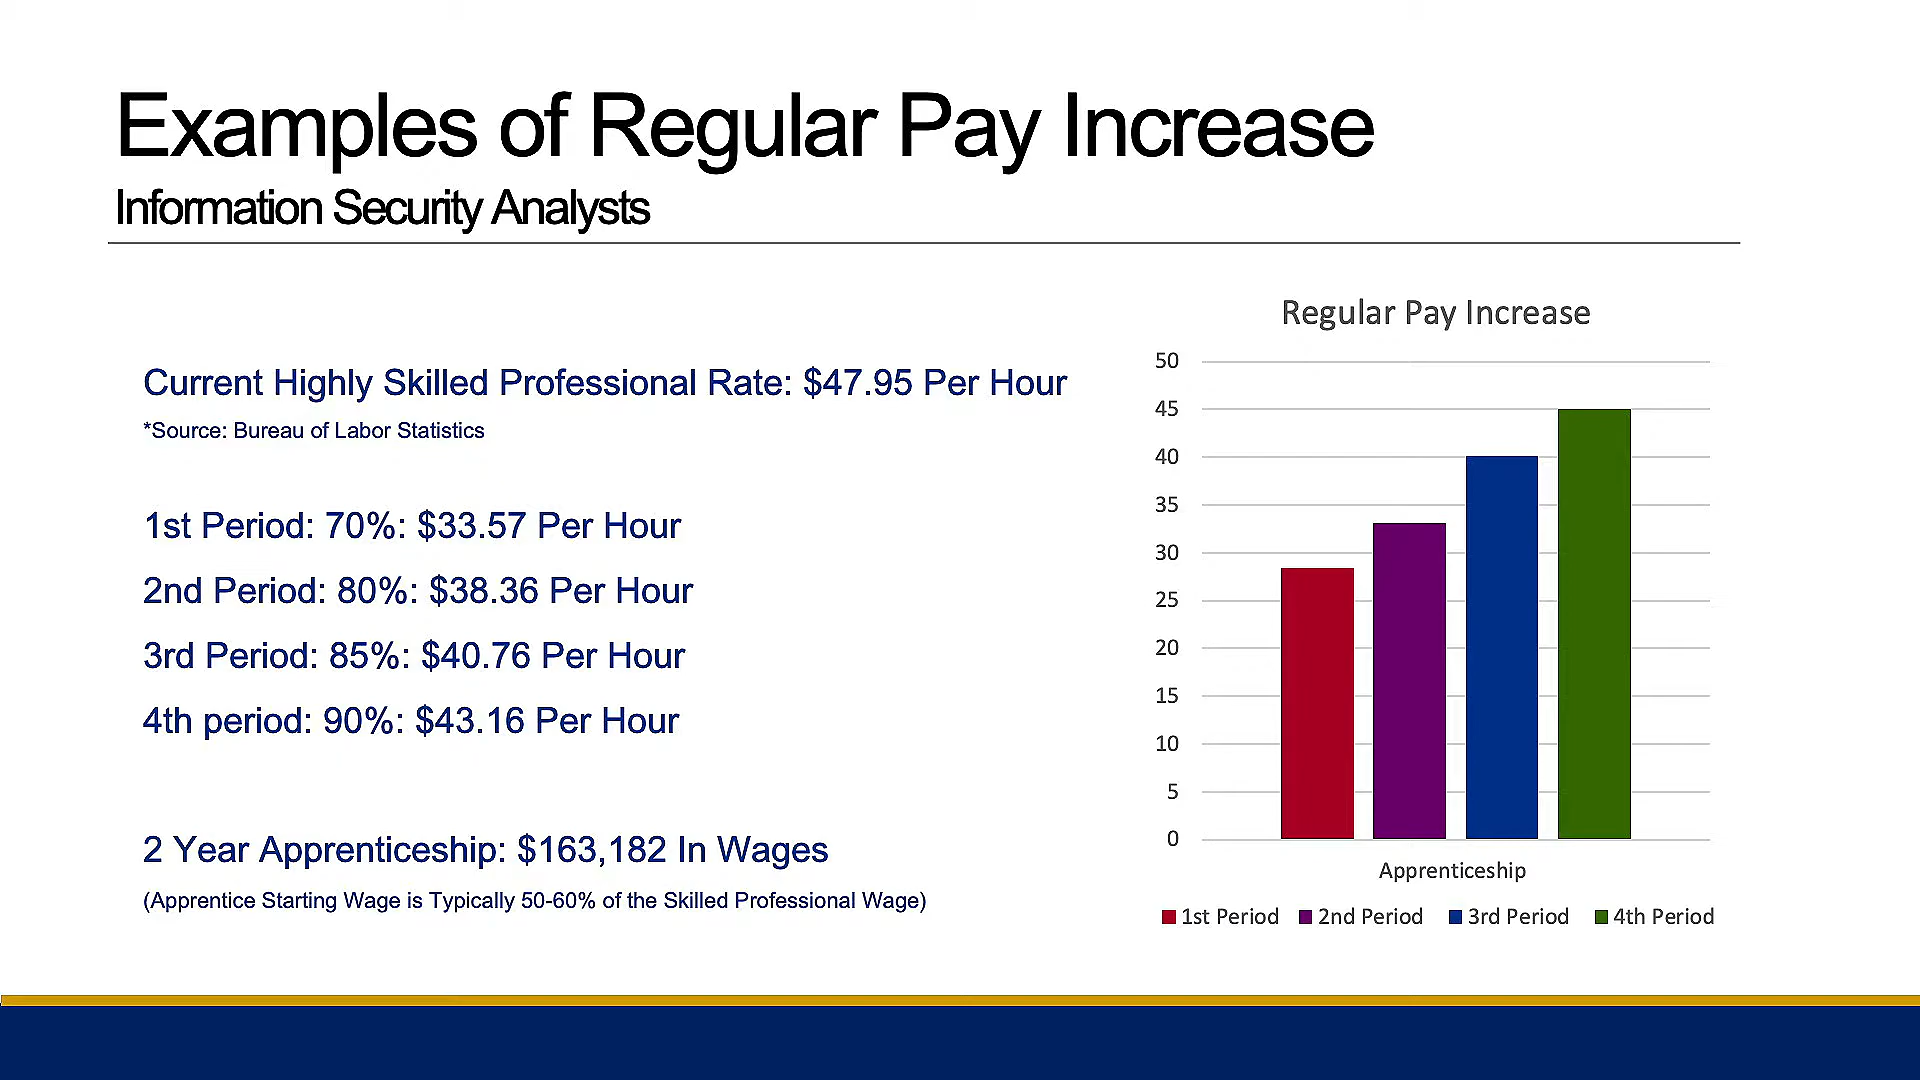 Examples of Regular Pay Increase
Information Security Analysts
Current Highly Skilled Professional Rate: $47.95 Per Hour
*Source: Bureau of Labor Statistics
1st Period: 70%: $33.57 Per Hour
2nd Period: 80%: $38.36 Per Hour
3rd Period: 85%: $40.76 Per Hour
4th period: 90%: $43.16 Per Hour
2 Year Apprenticeship: $163,182 In Wages
(Apprentice Starting Wage is Typically 50-60% of the Skilled Professional Wage)
Regular Pay Increase
50
45
40
35
30
25
20
15
10
5
0
Apprenticeship
1st Period 2nd Period 3rd Period 4th Period